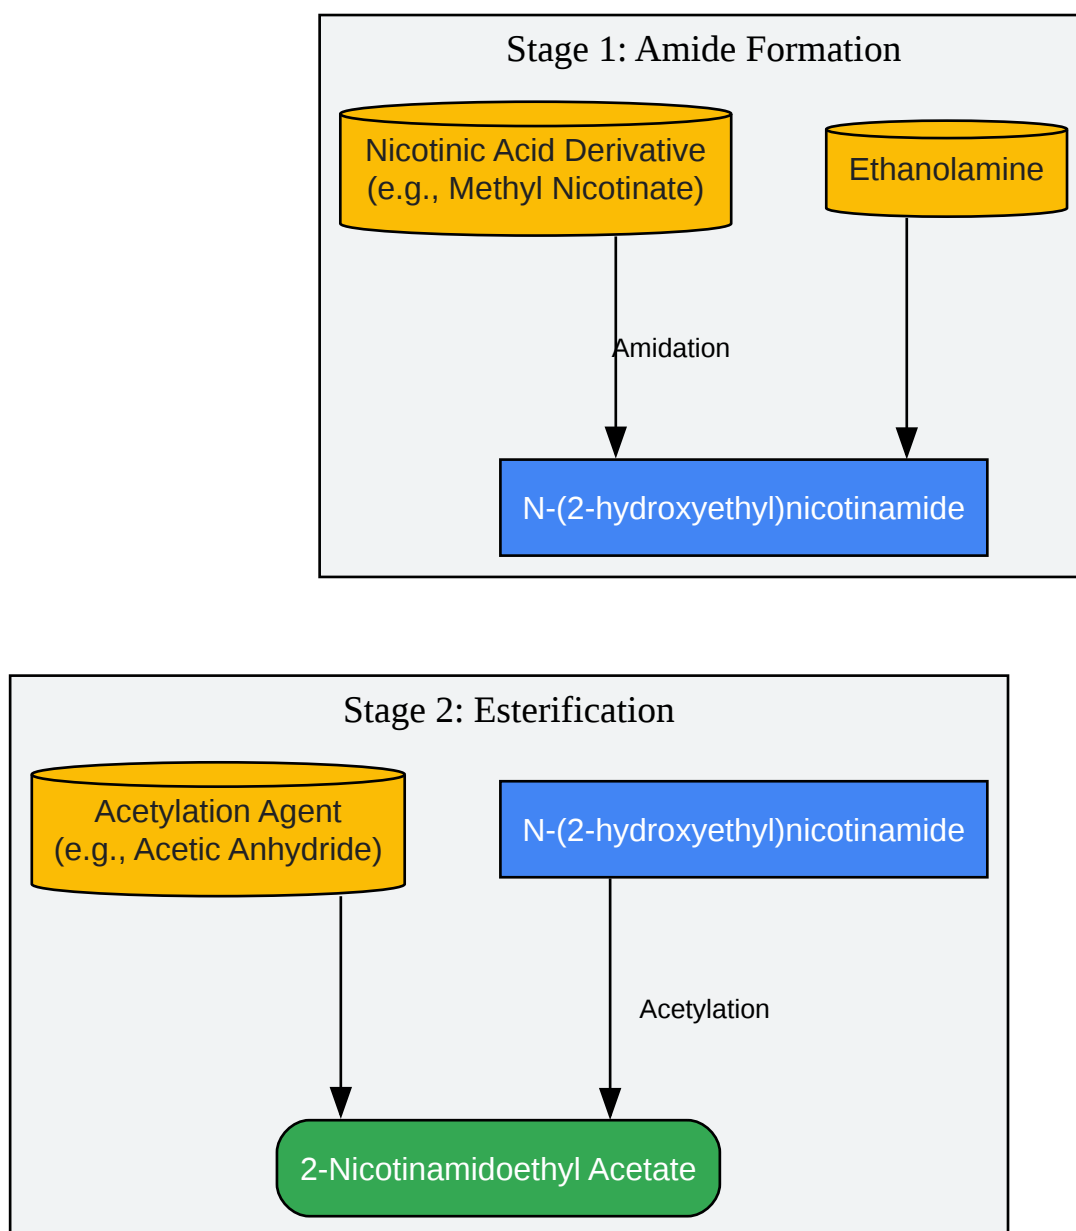 Stage 1: Amide Formation
Nicotinic Acid Derivative
(e.g., Methyl Nicotinate)
Ethanolamine
Amidation
N-(2-hydroxyethyl)nicotinamide
Stage 2: Esterification
Acetylation Agent
(e.g., Acetic Anhydride)
N-(2-hydroxyethyl)nicotinamide
Acetylation
2-Nicotinamidoethyl Acetate